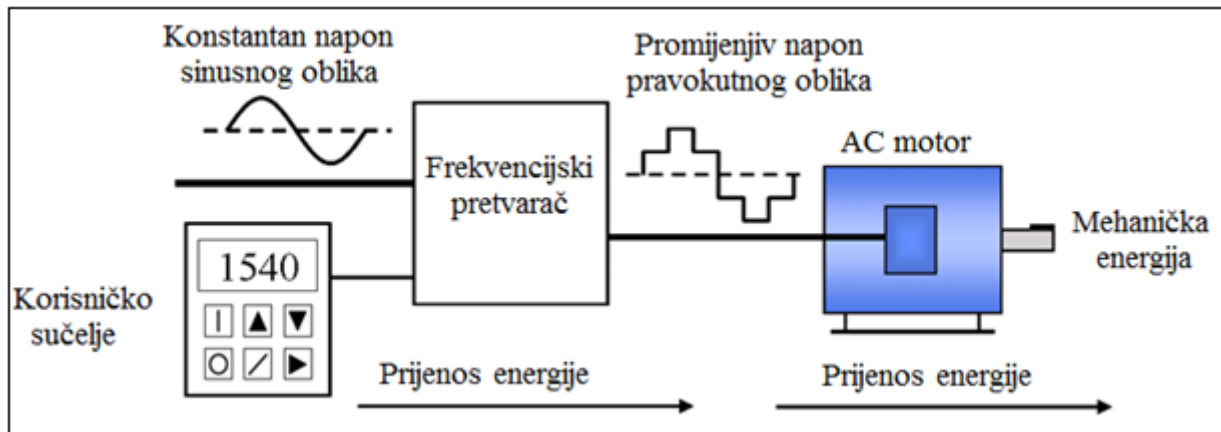 Konstantan napon
sinusnog oblika
Promijenjiv napon
pravokutnog oblika
AC motor
Frekvencijski
pretvarač
Mehanička
energija
1540
Korisničko
sučelje
Prijenos energije
Prijenos energije